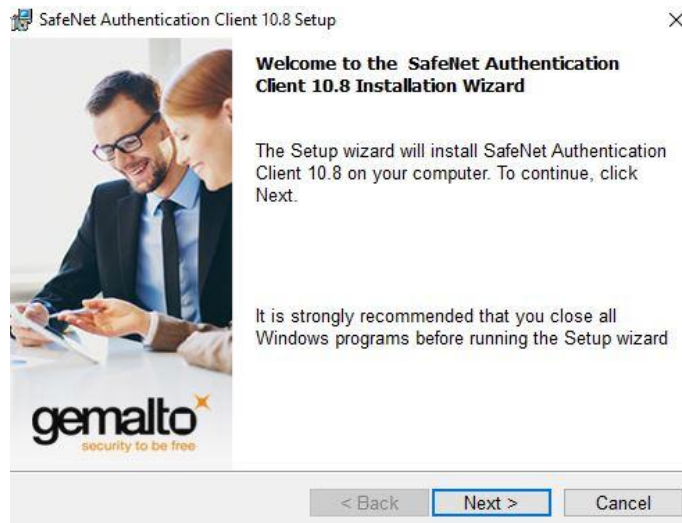 SafeNet Authentication Client 10.8 Setup
Welcome to the SafeNet Authentication
Client 10.8 Installation Wizard
The Setup wizard will install SafeNet Authentication
Client 10.8 on your computer. To continue, click
Next.
It is strongly recommended that you close all
Windows programs before running the Setup wizard
gemalto
security to be free
< Back
Next >
Cancel